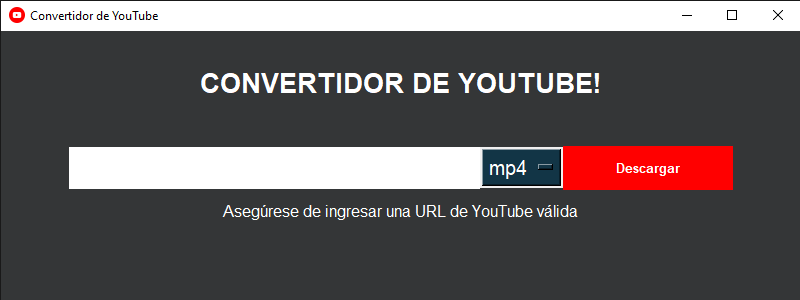 Convertidor de YouTube
CONVERTIDOR DE YOUTUBE!
mp4 Descargar
Asegúrese de ingresar una URL de YouTube válida